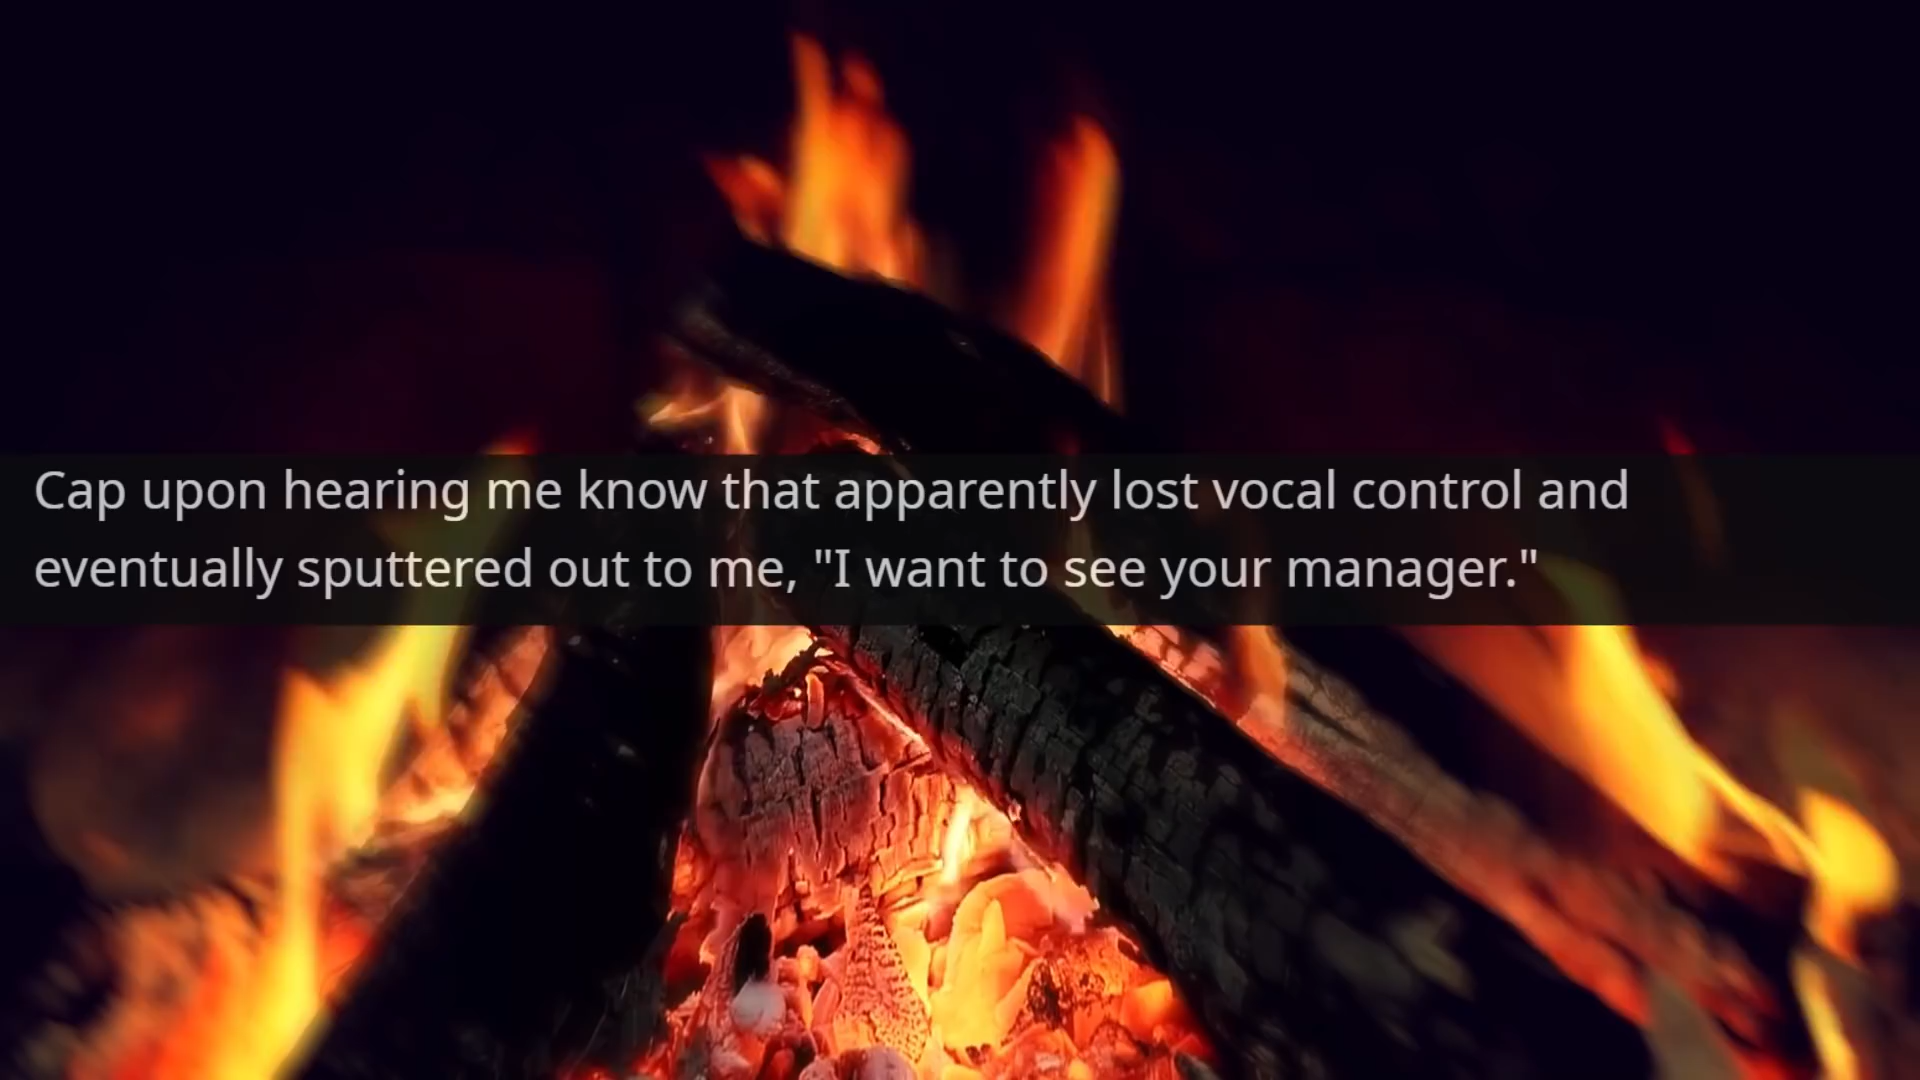 Cap upon hearing me know that apparently lost vocal control and
eventually sputtered out to me, "I want to see your manager."